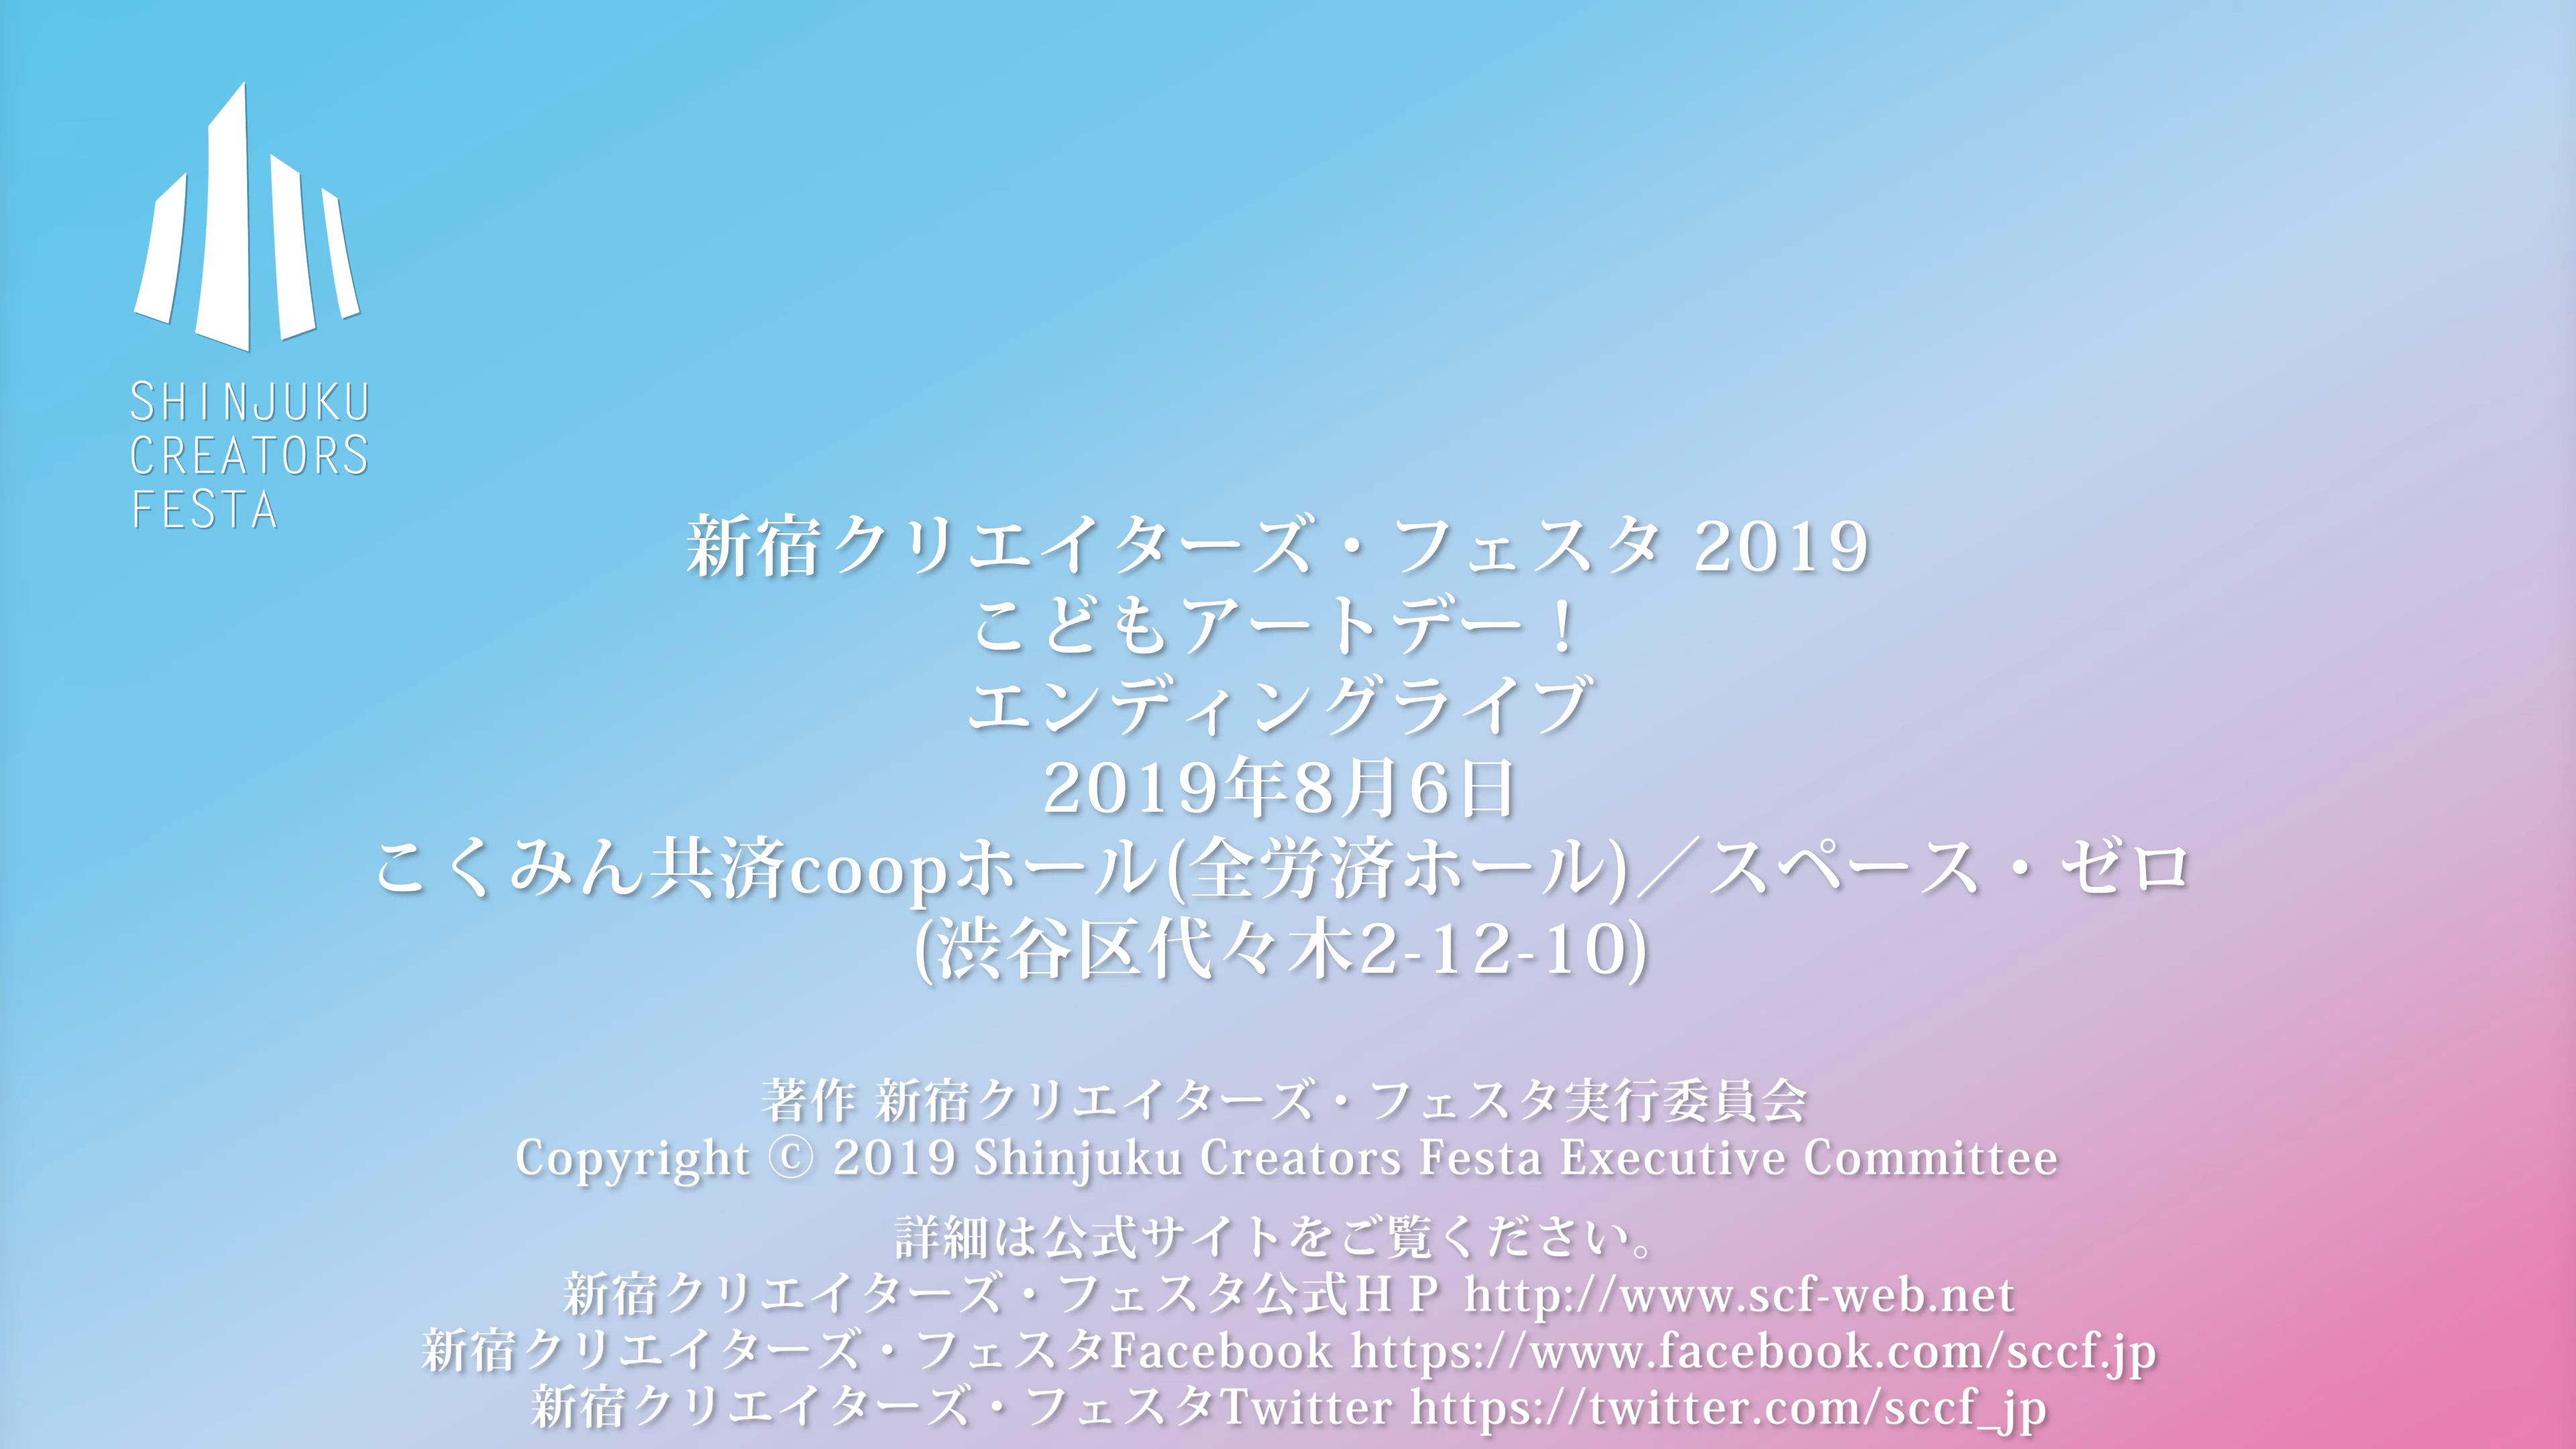 SHINJUKU
CREATORS
FESTA
新宿クリエイターズ・フェスタ 2019
こどもアートデー！
エンディングライブ
2019年8月6日
こくみん共済coopホール(全労済ホール)／スペース・ゼロ
(渋谷区代々木2-12-10)
著作 新宿クリエイターズ・フェスタ実行委員会
Copyright Ⓒ 2019 Shinjuku Creators Festa Executive Committee
詳細は公式サイトをご覧ください。
新宿クリエイターズ・フェスタ公式ＨＰ http://www.scf-web.net
新宿クリエイターズ・フェスタFacebook https://www.facebook.com/sccf.jp
新宿クリエイターズ・フェスタTwitter https://twitter.com/sccf_jp